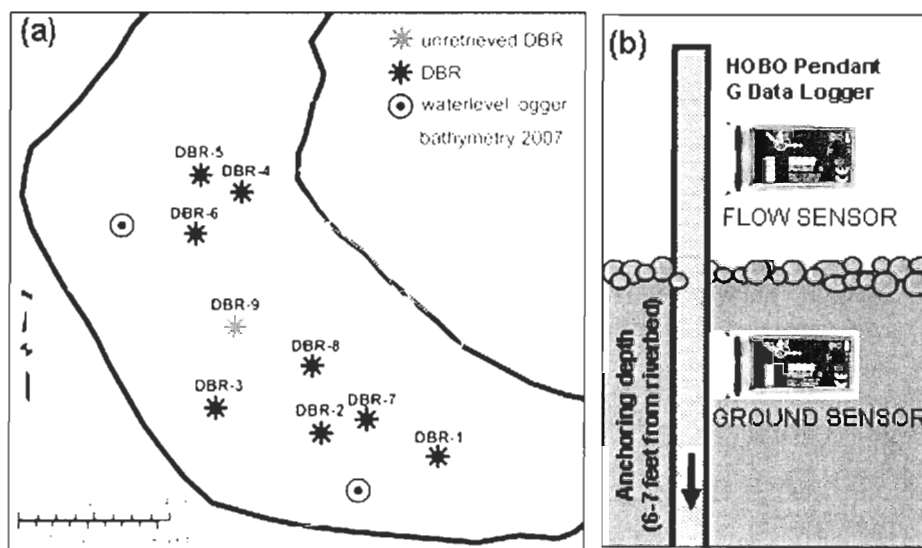 (a)
unretrieved DBR
DBR
waterlevel logger
bathymetry 2007
DBR-5
DBR-4
DBR-6
DBR-9
DBR-8
DBR-3
DBR-7
DBR-2
DBR-1
(b)
HOBO Pendant
G Data Logger
FLOW SENSOR
GROUND SENSOR
Anchoring depth
(6-7 feet from riverbed)